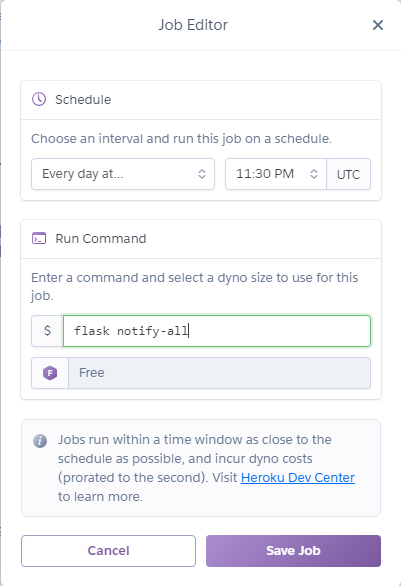 Job Editor
Schedule
Choose an interval and run this job on a schedule.
Every day at... 11:30 PM UTC
Run Command
Enter a command and select a dyno size to use for this
job.
$ flask notify-all
F Free
Jobs run within a time window as close to the
schedule as possible, and incur dyno costs
(prorated to the second). Visit Heroku Dev Center
to learn more.
Cancel Save Job